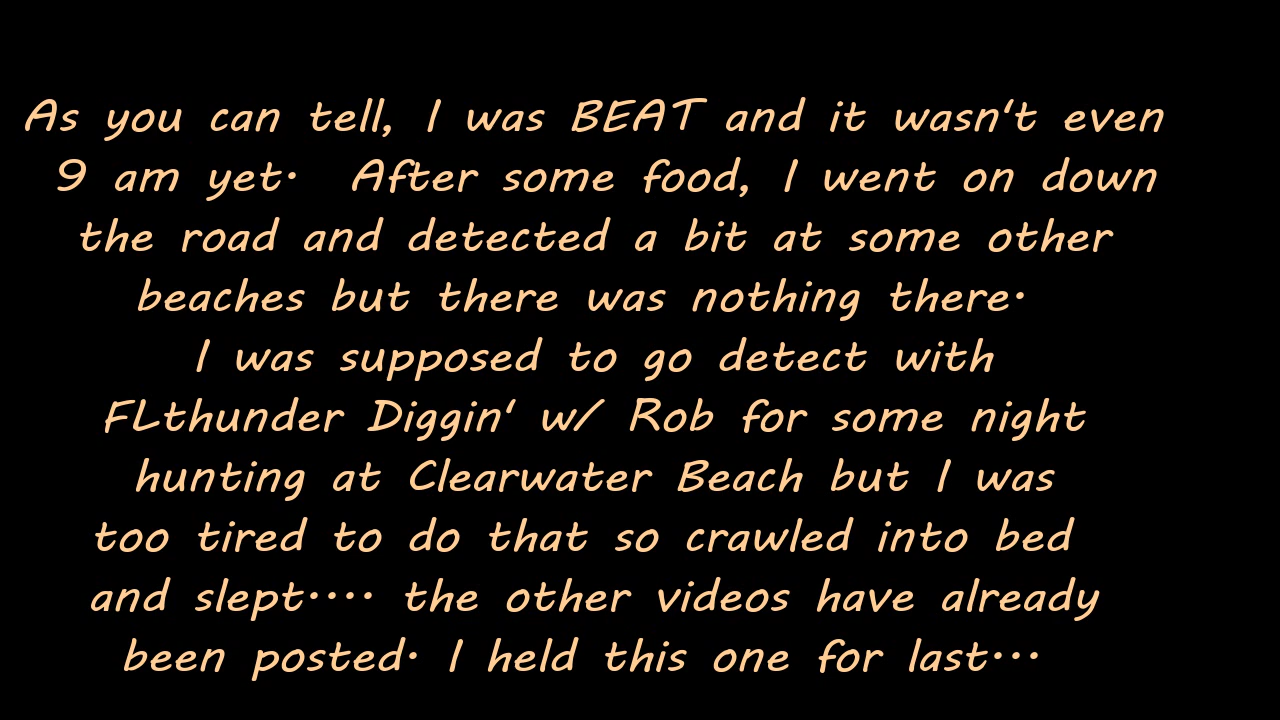 As you can tell, I was BEAT and it wasn't even
9 am yet.  After some food, I went on down
the road and detected a bit at some other
beaches but there was nothing there.
I was supposed to go detect with
FLthunder Diggin' w/ Rob for some night
hunting at Clearwater Beach but I was
too tired to do that so crawled into bed
and slept.... the other videos have already
been posted. I held this one for last...